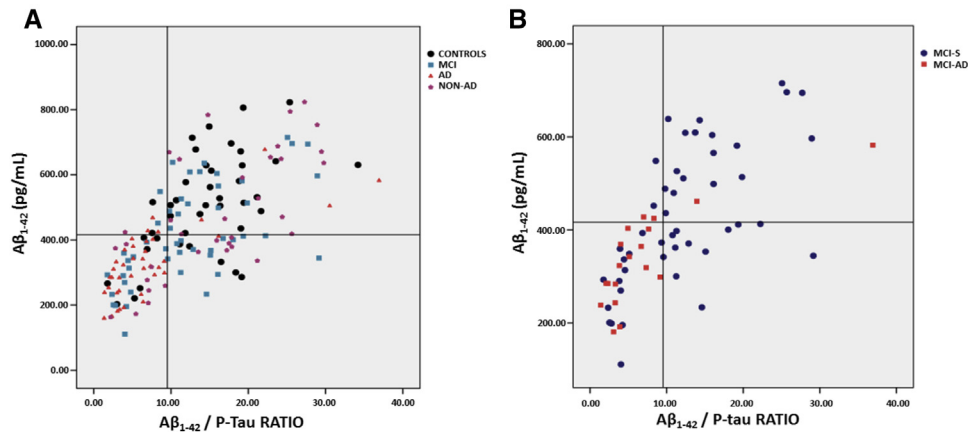 A
1000.00
800.00
600.00
400.00
200.00
0.00
Aβ1-42 (pg/mL)
0.00 10.00 20.00 30.00 40.00
Aβ1-42 / P-Tau RATIO
CONTROLS
MCI
AD
NON-AD
B
800.00
600.00
400.00
200.00
Aβ1-42 (pg/mL)
0.00 10.00 20.00 30.00 40.00
Aβ1-42 / P-tau RATIO
MCI-S
MCI-AD